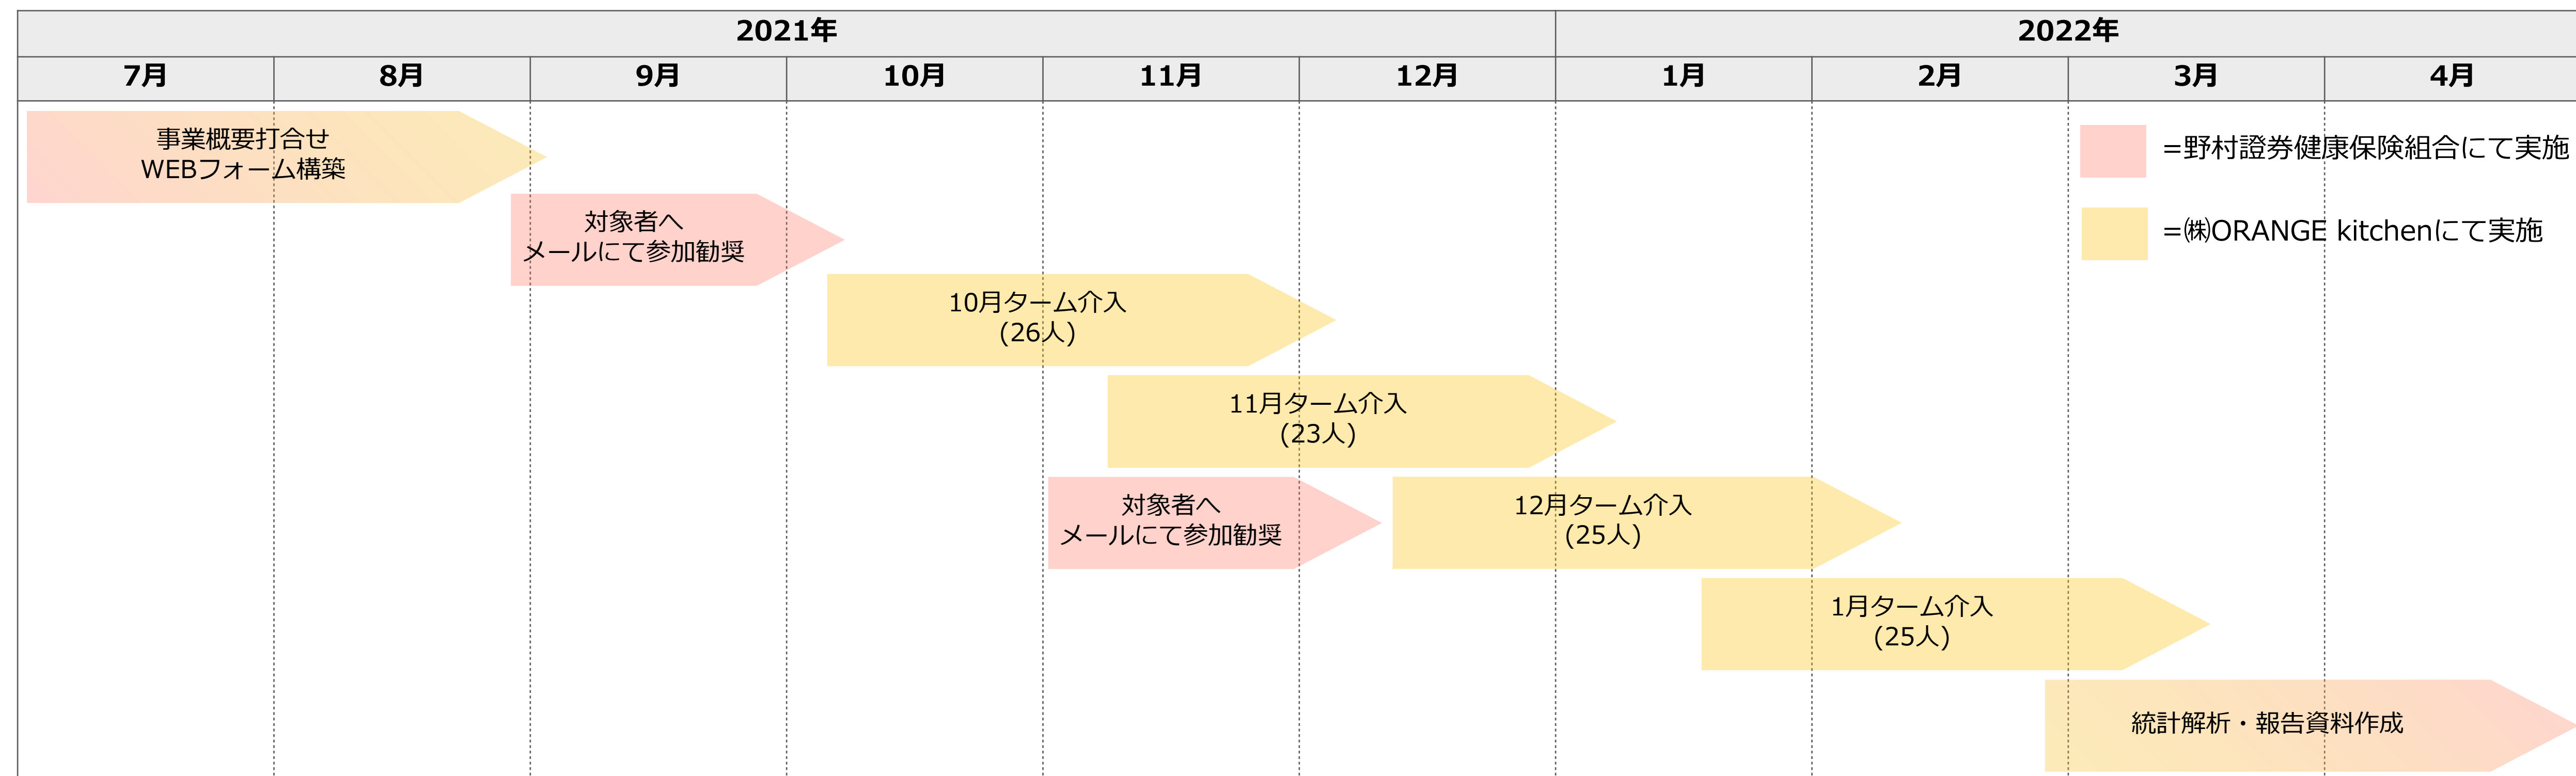 2021年
2022年
7月
8月
9月
10月
11月
12月
1月
2月
3月
4月
事業概要打合せ
WEBフォーム構築
=野村證券健康保険組合にて実施
対象者へ
メールにて参加勧奨
=㈱ORANGE kitchenにて実施
10月ターム介入
(26人)
11月ターム介入
(23人)
対象者へ
メールにて参加勧奨
12月ターム介入
(25人)
1月ターム介入
(25人)
統計解析・報告資料作成